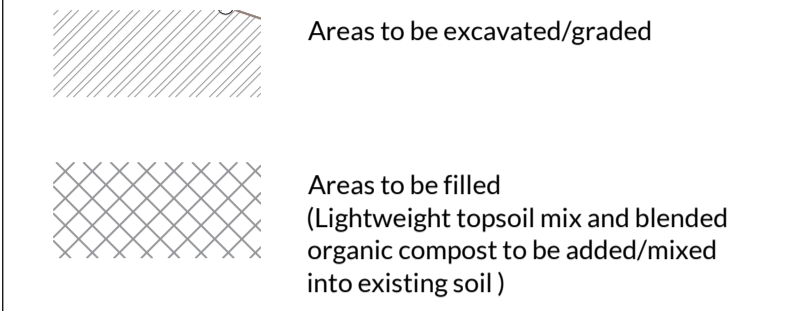 Areas to be excavated/graded
Areas to be filled
(Lightweight topsoil mix and blended
organic compost to be added/mixed
into existing soil )